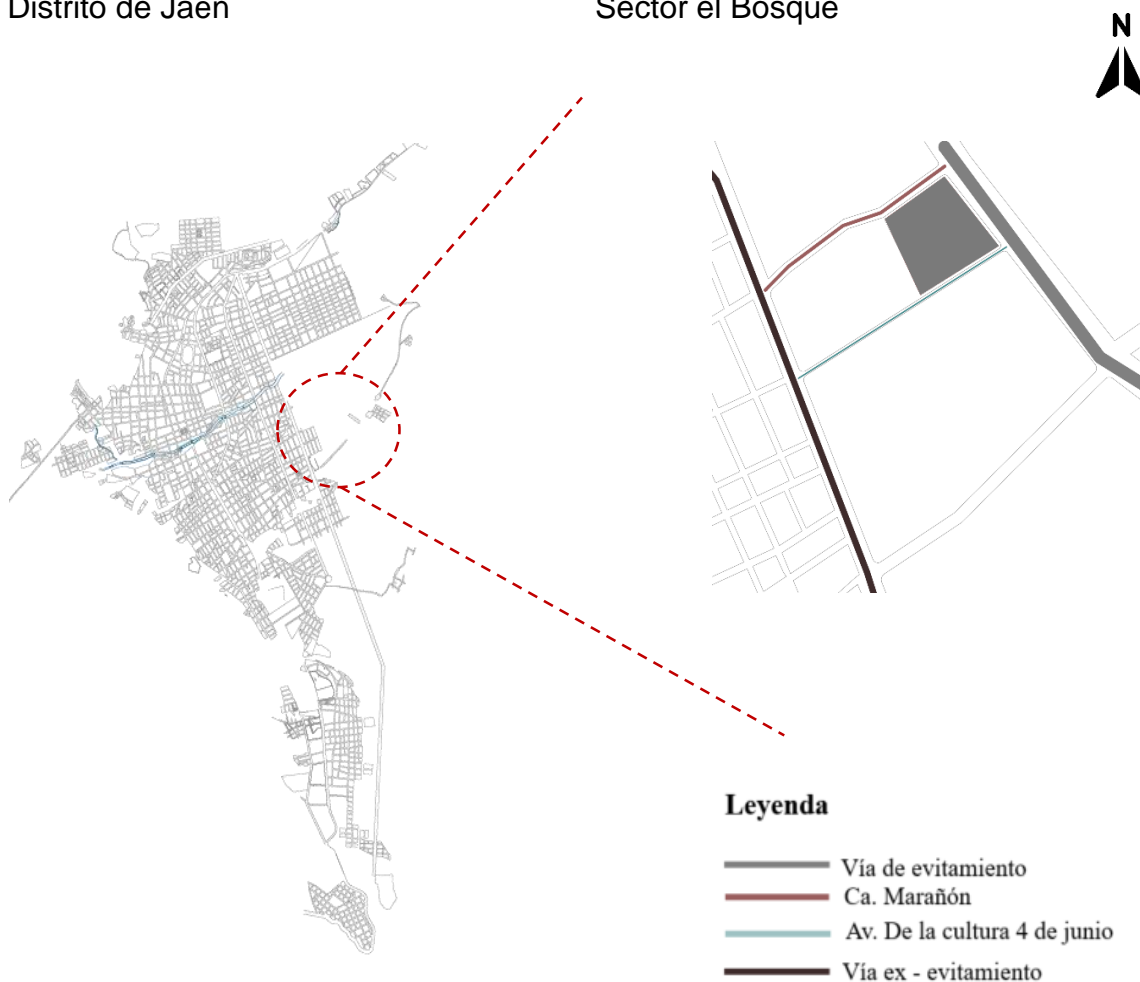 Distrito de Jaén
Sector el Bosque
N
Leyenda
Vía de evitamiento
Ca. Marañón
Av. De la cultura 4 de junio
Vía ex - evitamiento